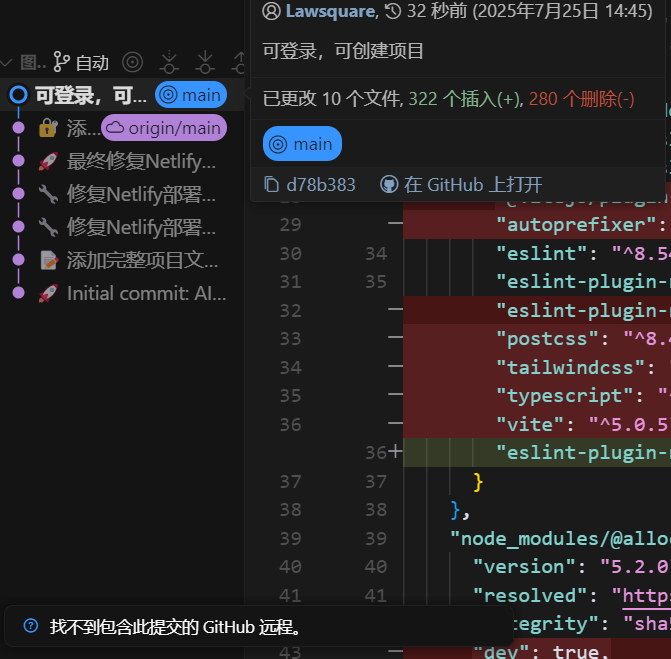 Lawsquare, 32 秒前 (2025年7月25日 14:45)
可登录，可创建项目
已更改 10 个文件, 322 个插入(+), 280 个删除(-)
main
d78b383 在 GitHub 上打开
图.. 自动
可登录，可... main
添... origin/main
最终修复Netlify...
修复Netlify部署...
修复Netlify部署...
添加完整项目文...
Initial commit: AI...
29 "autoprefixer":
30 34 "eslint": "^8.5
31 35 "eslint-plugin-
32 "eslint-plugin-
33 "postcss": "^8.
34 "tailwindcss":
35 "typescript": "
36 "vite": "^5.0.5
36+ "eslint-plugin-
37 37 }
38 38 },
39 39 "node_modules/@allo
40 40 "version": "5.2.0
41 41 "resolved": "http
tegrity": "sha
43 "dev": true,
找不到包含此提交的 GitHub 远程。